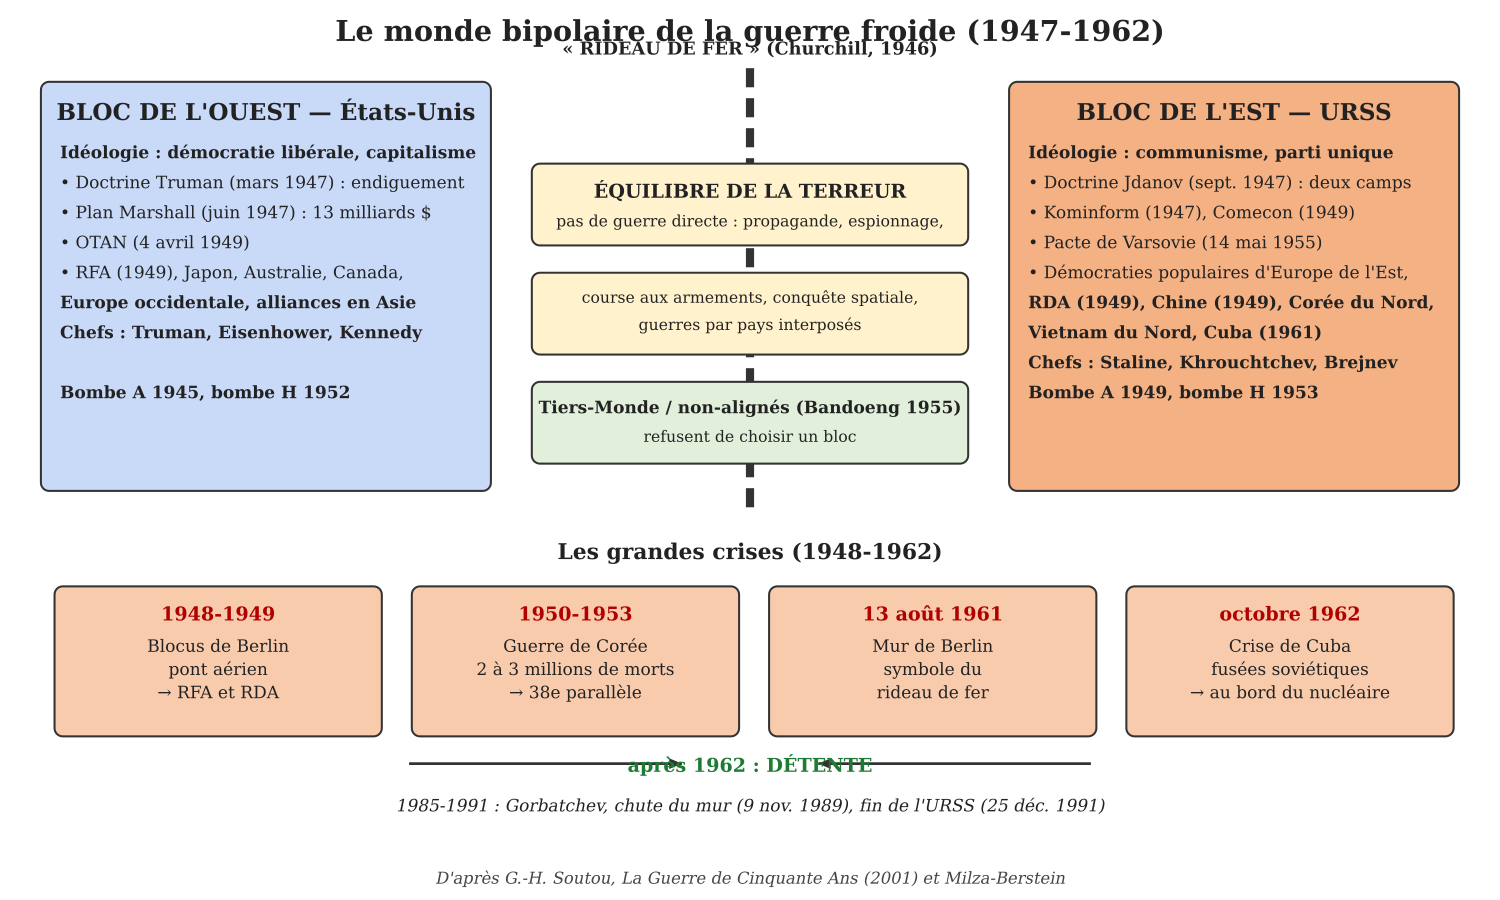 Le monde bipolaire de la guerre froide (1947-1962)
« RIDEAU DE FER » (Churchill, 1946)
BLOC DE L'OUEST — États-Unis
Idéologie : démocratie libérale, capitalisme
• Doctrine Truman (mars 1947) : endiguement
• Plan Marshall (juin 1947) : 13 milliards $
• OTAN (4 avril 1949)
• RFA (1949), Japon, Australie, Canada,
Europe occidentale, alliances en Asie
Chefs : Truman, Eisenhower, Kennedy
Bombe A 1945, bombe H 1952
ÉQUILIBRE DE LA TERREUR
pas de guerre directe : propagande, espionnage,
course aux armements, conquête spatiale,
guerres par pays interposés
Tiers-Monde / non-alignés (Bandoeng 1955)
refusent de choisir un bloc
BLOC DE L'EST — URSS
Idéologie : communisme, parti unique
• Doctrine Jdanov (sept. 1947) : deux camps
• Kominform (1947), Comecon (1949)
• Pacte de Varsovie (14 mai 1955)
• Démocraties populaires d'Europe de l'Est,
RDA (1949), Chine (1949), Corée du Nord,
Vietnam du Nord, Cuba (1961)
Chefs : Staline, Khrouchtchev, Brejnev
Bombe A 1949, bombe H 1953
Les grandes crises (1948-1962)
1948-1949
Blocus de Berlin
pont aérien
→ RFA et RDA
1950-1953
Guerre de Corée
2 à 3 millions de morts
→ 38e parallèle
13 août 1961
Mur de Berlin
symbole du
rideau de fer
octobre 1962
Crise de Cuba
fusées soviétiques
→ au bord du nucléaire
après 1962 : DÉTENTE
1985-1991 : Gorbatchev, chute du mur (9 nov. 1989), fin de l'URSS (25 déc. 1991)
D'après G.-H. Soutou, La Guerre de Cinquante Ans (2001) et Milza-Berstein